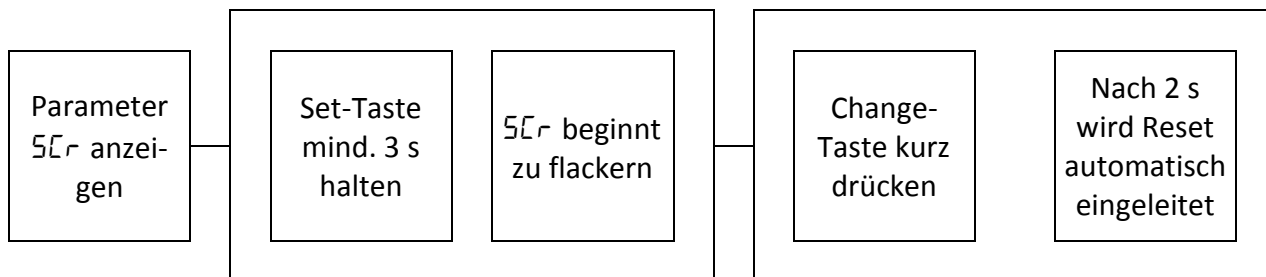 Parameter
SCr anzei-
gen
Set-Taste
mind. 3 s
halten
SCr beginnt
zu flackern
Change-
Taste kurz
drücken
Nach 2 s
wird Reset
automatisch
eingeleitet